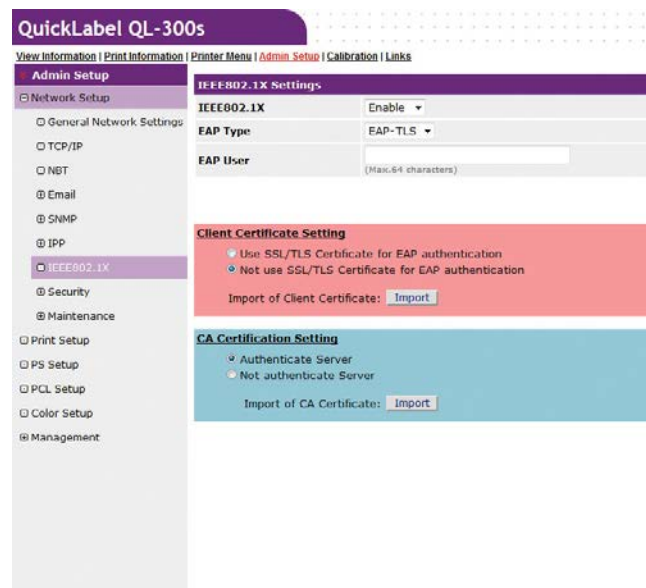 QuickLabel QL-300s
View Information | Print Information | Printer Menu | Admin Setup | Calibration | Links
Admin Setup
Network Setup
General Network Settings
TCP/IP
NBT
Email
SNMP
IPP
IEEE802.1X
Security
Maintenance
Print Setup
PS Setup
PCL Setup
Color Setup
Management
IEEE802.1X Settings
IEEE802.1X Enable
EAP Type EAP-TLS
EAP User
(Max.64 characters)
Client Certificate Setting
Use SSL/TLS Certificate for EAP authentication
Not use SSL/TLS Certificate for EAP authentication
Import of Client Certificate: Import
CA Certification Setting
Authenticate Server
Not authenticate Server
Import of CA Certificate: Import